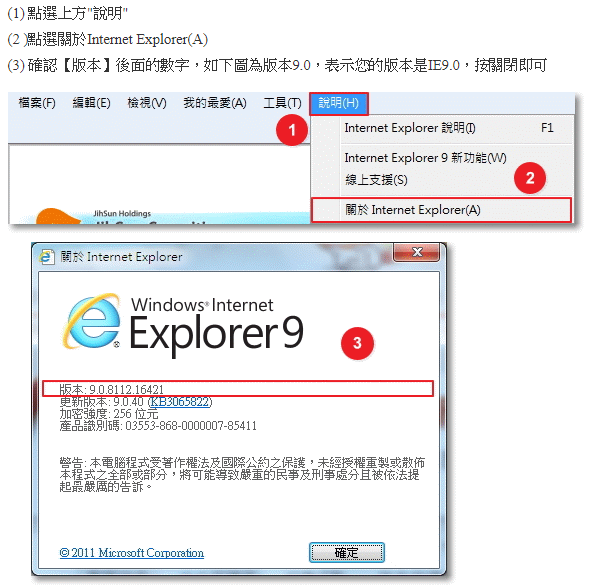 (1) 點選上方"說明"
(2 )點選關於Internet Explorer(A)
(3) 確認【版本】後面的數字，如下圖為版本9.0，表示您的版本是IE9.0，按關閉即可
檔案(F) 編輯(E) 檢視(V) 我的最愛(A) 工具(T) 說明(H)
1
Internet Explorer 說明(I) F1
Internet Explorer 9 新功能(W)
線上支援(S)
2
關於 Internet Explorer(A)
JihSun Holdings
關於 Internet Explorer
Windows® Internet
Explorer 9
3
版本: 9.0.8112.16421
更新版本: 9.0.40 (KB3065822)
加密強度: 256 位元
產品識別碼: 03553-868-0000007-85411
警告: 本電腦程式受著作權法及國際公約之保護，未經授權重製或散佈
本程式之全部或部分，將可能導致嚴重的民事及刑事處分且被依法提
起最嚴厲的告訴。
© 2011 Microsoft Corporation
確定